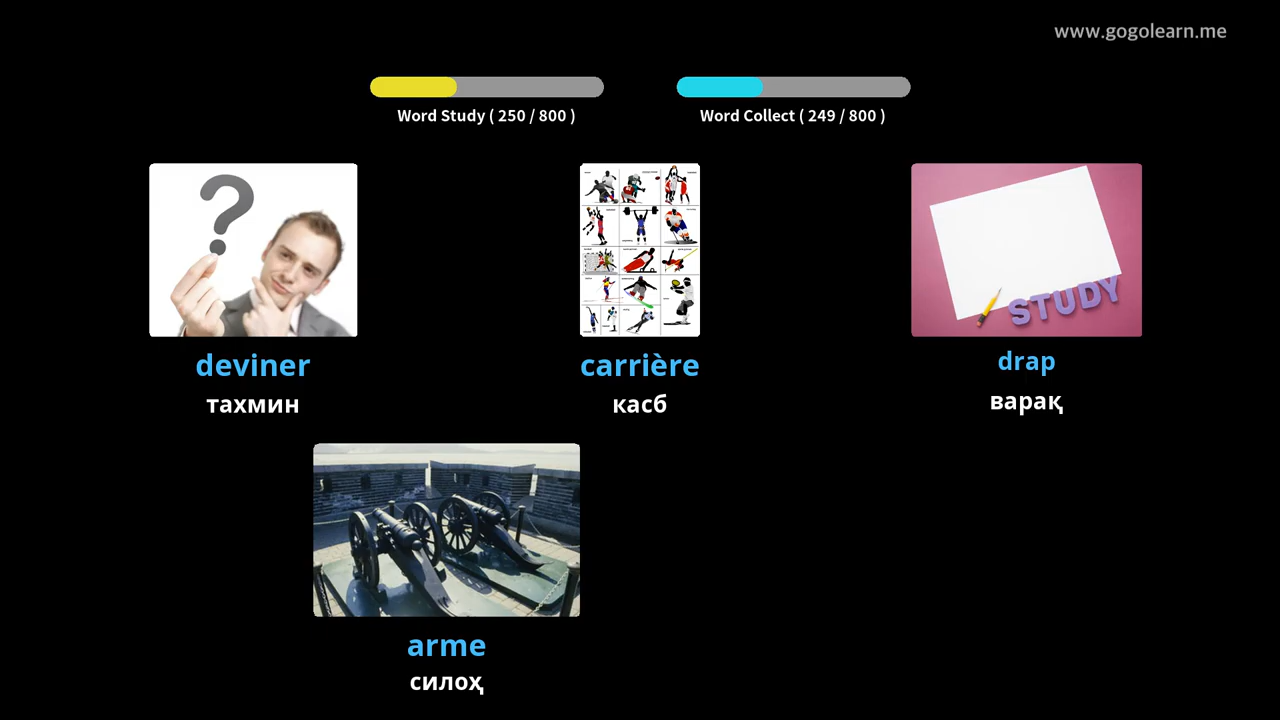 www.gogolearn.me
Word Study ( 250 / 800 )
Word Collect ( 249 / 800 )
STUDY
deviner
carrière
drap
тахмин
касб
варақ
arme
силоҳ